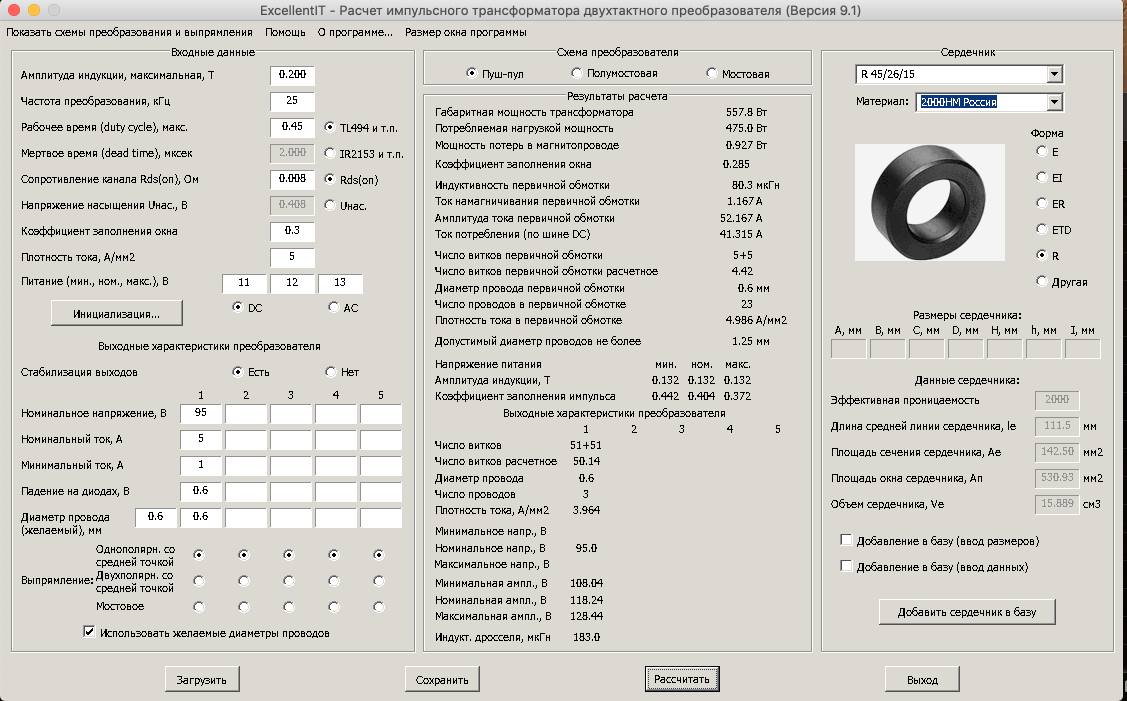 ExcellentIT - Расчет импульсного трансформатора двухтактного преобразователя (Версия 9.1)
Показать схемы преобразования и выпрямления Помощь О программе... Размер окна программы
Входные данные
Амплитуда индукции, максимальная, Т 0.200
Частота преобразования, кГц 25
Рабочее время (duty cycle), макс. 0.45 TL494 и т.п.
Мертвое время (dead time), мксек 2.000 IR2153 и т.п.
Сопротивление канала Rds(on), Ом 0.008 Rds(on)
Напряжение насыщения Uнас., В 0.408 Uнас.
Коэффициент заполнения окна 0.3
Плотность тока, А/мм2 5
Питание (мин., ном., макс.), В 11 12 13
Инициализация... DC AC
Выходные характеристики преобразователя
Стабилизация выходов Есть Нет
1 2 3 4 5
Номинальное напряжение, В 95
Номинальный ток, А 5
Минимальный ток, А 1
Падение на диодах, В 0.6
Диаметр провода (желаемый), мм 0.6 0.6
Выпрямление:
Однополярн. со средней точкой
Двухполярн. со средней точкой
Мостовое
Использовать желаемые диаметры проводов
Схема преобразователя
Пуш-пул Полумостовая Мостовая
Результаты расчета
Габаритная мощность трансформатора 557.8 Вт
Потребляемая нагрузкой мощность 475.0 Вт
Мощность потерь в магнитопроводе 0.927 Вт
Коэффициент заполнения окна 0.285
Индуктивность первичной обмотки 80.3 мкГн
Ток намагничивания первичной обмотки 1.167 А
Амплитуда тока первичной обмотки 52.167 А
Ток потребления (по шине DC) 41.315 А
Число витков первичной обмотки 5+5
Число витков первичной обмотки расчетное 4.42
Диаметр провода первичной обмотки 0.6 мм
Число проводов в первичной обмотке 23
Плотность тока в первичной обмотке 4.986 А/мм2
Допустимый диаметр проводов не более 1.25 мм
Напряжение питания мин. ном. макс.
Амплитуда индукции, Т 0.132 0.132 0.132
Коэффициент заполнения импульса 0.442 0.404 0.372
Выходные характеристики преобразователя
1 2 3 4 5
Число витков 51+51
Число витков расчетное 50.14
Диаметр провода 0.6
Число проводов 3
Плотность тока, А/мм2 3.964
Минимальное напр., В
Номинальное напр., В 95.0
Максимальное напр., В
Минимальная ампл., В 108.04
Номинальная ампл., В 118.24
Максимальная ампл., В 128.44
Индукт. дросселя, мкГн 183.0
Сердечник
R 45/26/15
Материал: 2000НМ Россия
Форма
E
EI
ER
ETD
R
Другая
Размеры сердечника:
A, мм B, мм C, мм D, мм H, мм h, мм I, мм
Данные сердечника:
Эффективная проницаемость 2000
Длина средней линии сердечника, le 111.5 мм
Площадь сечения сердечника, Ae 142.50 мм2
Площадь окна сердечника, Ап 530.93 мм2
Объем сердечника, Ve 15.889 см3
Добавление в базу (ввод размеров)
Добавление в базу (ввод данных)
Добавить сердечник в базу
Загрузить Сохранить Рассчитать Выход